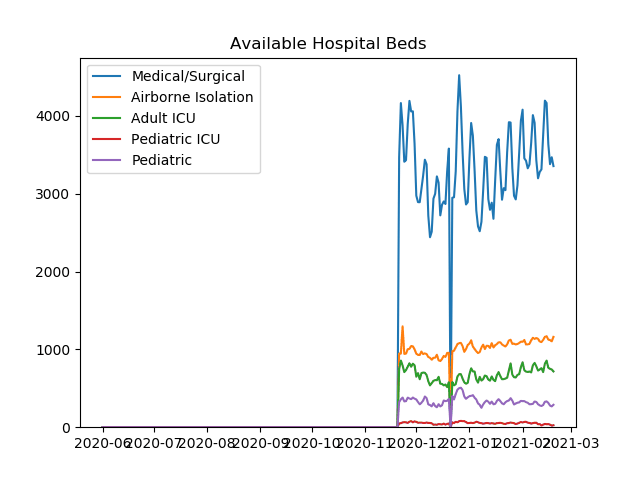 Available Hospital Beds
Medical/Surgical
Airborne Isolation
Adult ICU
Pediatric ICU
Pediatric
4000
3000
2000
1000
0
2020-06 2020-07 2020-08 2020-09 2020-10 2020-11 2020-12 2021-01 2021-02 2021-03